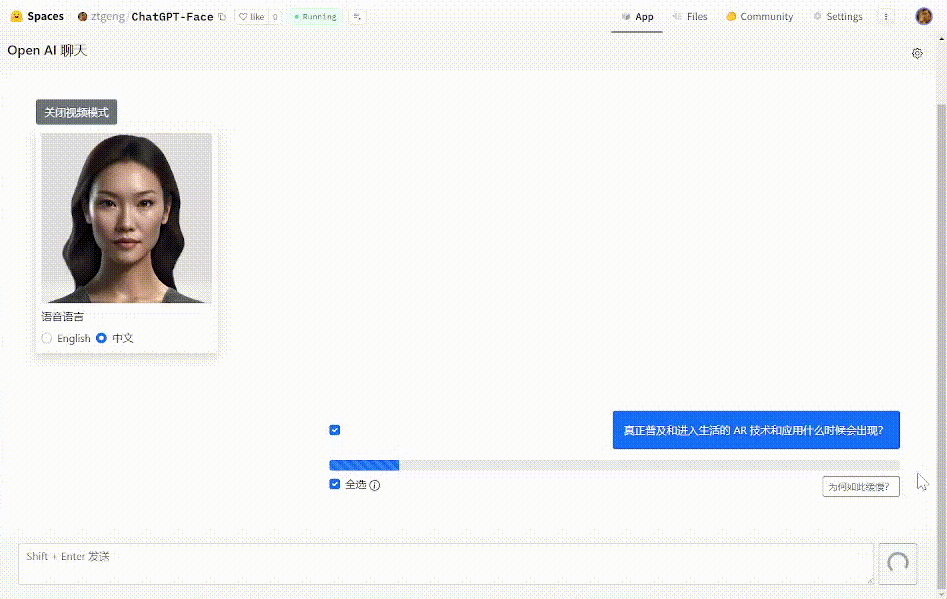 Spaces ztgeng/ChatGPT-Face like 0 Running App Files Community Settings
Open AI 聊天
关闭视频模式
语音语言
English 中文
真正普及和进入生活的 AR 技术和应用什么时候会出现?
全选
为何如此缓慢?
Shift + Enter 发送